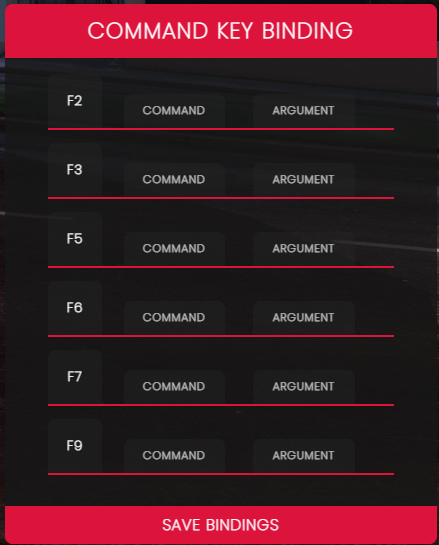 COMMAND KEY BINDING
F2 COMMAND ARGUMENT
F3 COMMAND ARGUMENT
F5 COMMAND ARGUMENT
F6 COMMAND ARGUMENT
F7 COMMAND ARGUMENT
F9 COMMAND ARGUMENT
SAVE BINDINGS